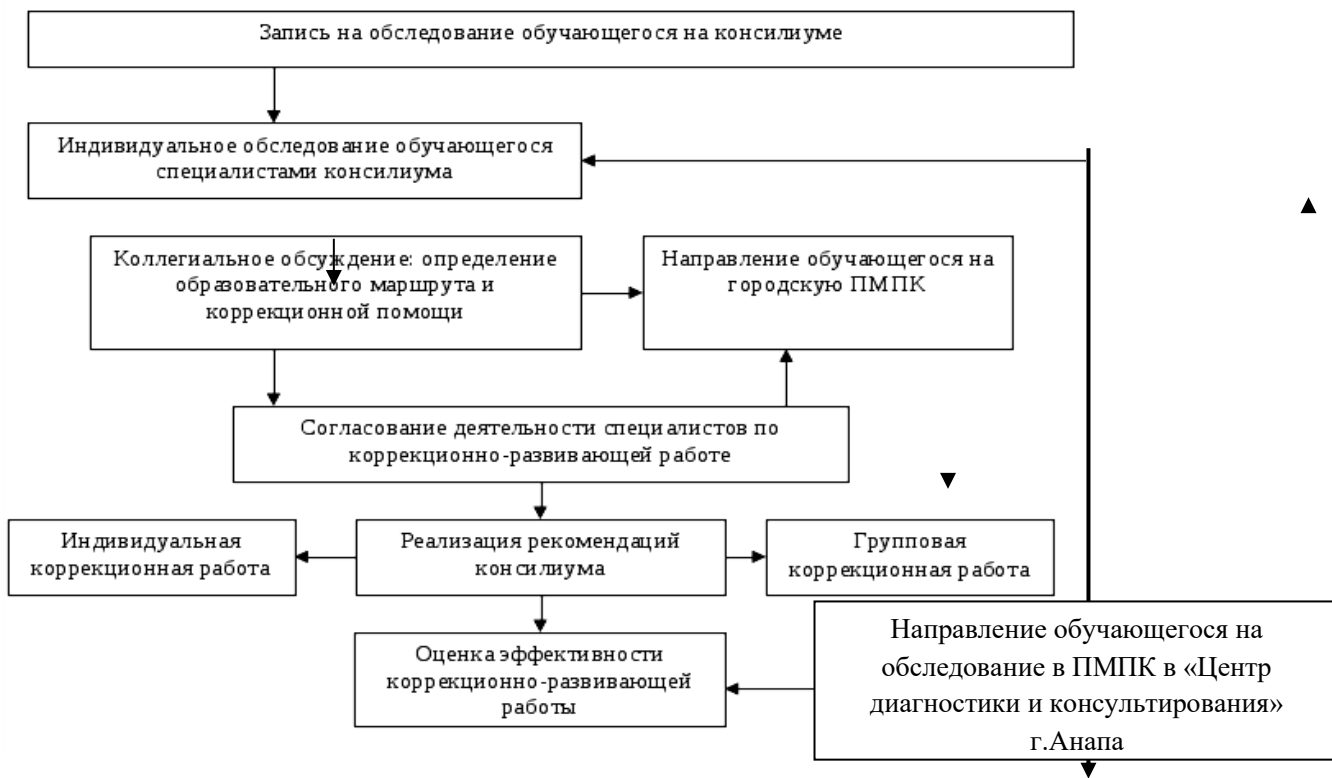 Запись на обследование обучающегося на консилиуме
Индивидуальное обследование обучающегося
специалистами консилиума
Коллегиальное обсуждение: определение
образовательного маршрута и
коррекционной помощи
Направление обучающегося на
городскую ПМПК
Согласование деятельности специалистов по
коррекционно-развивающей работе
Индивидуальная
коррекционная работа
Реализация рекомендаций
консилиума
Групповая
коррекционная работа
Оценка эффективности
коррекционно-развивающей
работы
Направление обучающегося на
обследование в ПМПК в «Центр
диагностики и консультирования»
г.Анапа